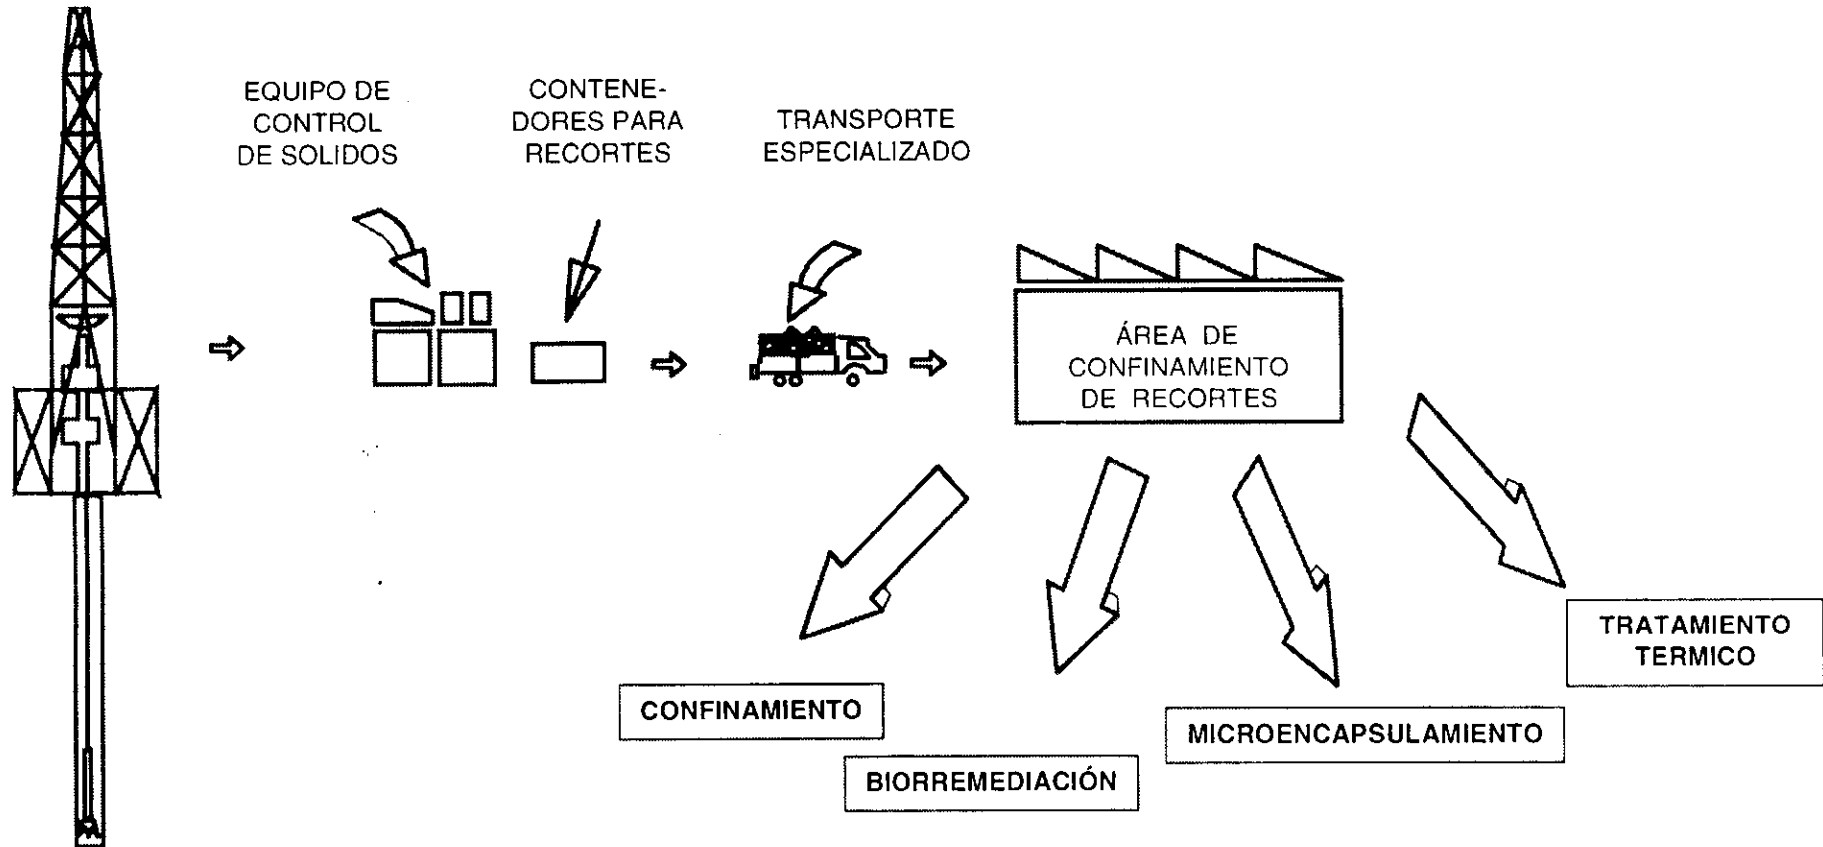 EQUIPO DE
CONTROL
DE SOLIDOS
CONTENE-
DORES PARA
RECORTES
TRANSPORTE
ESPECIALIZADO
ÁREA DE
CONFINAMIENTO
DE RECORTES
TRATAMIENTO
TERMICO
CONFINAMIENTO
MICROENCAPSULAMIENTO
BIORREMEDIACIÓN